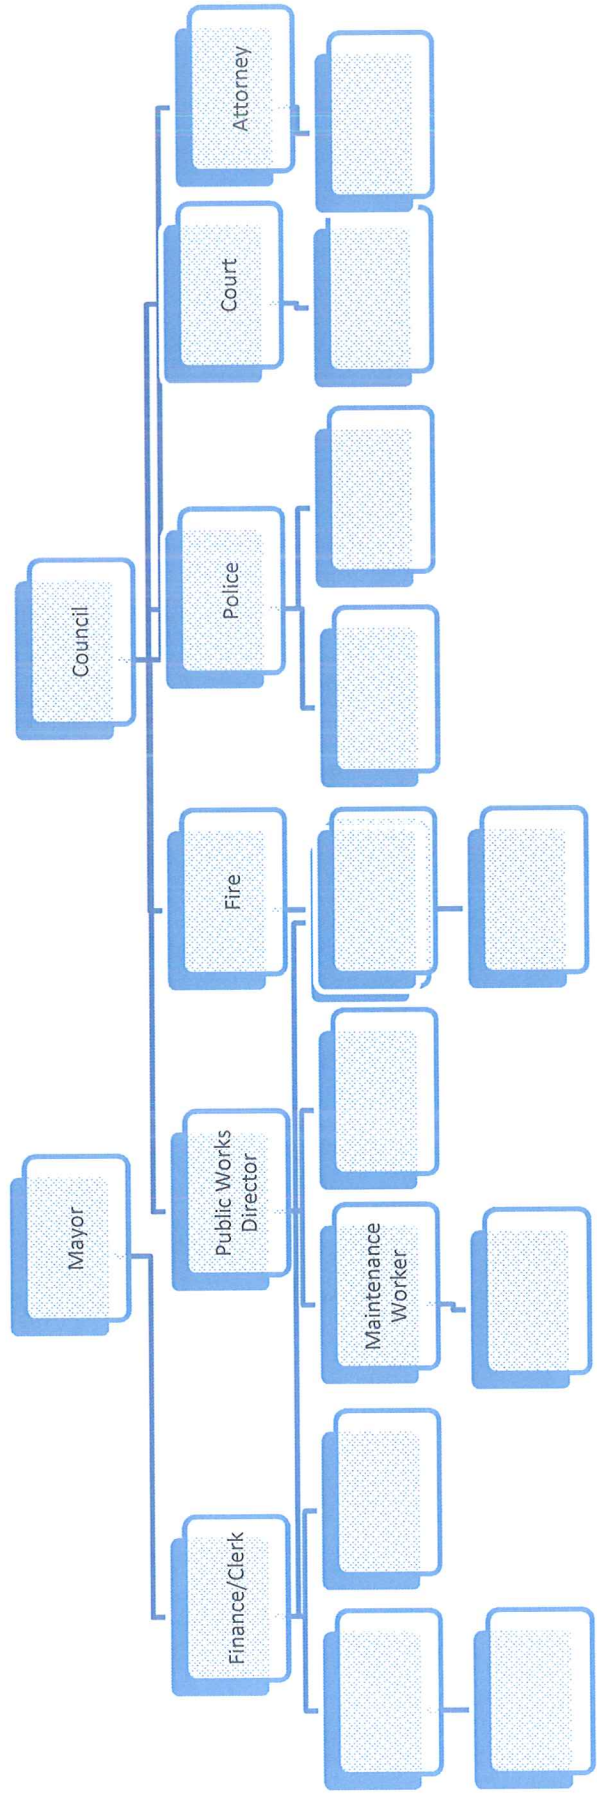 Mayor
Council
Finance/Clerk
Public Works
Director
Fire
Police
Court
Attorney
Maintenance
Worker